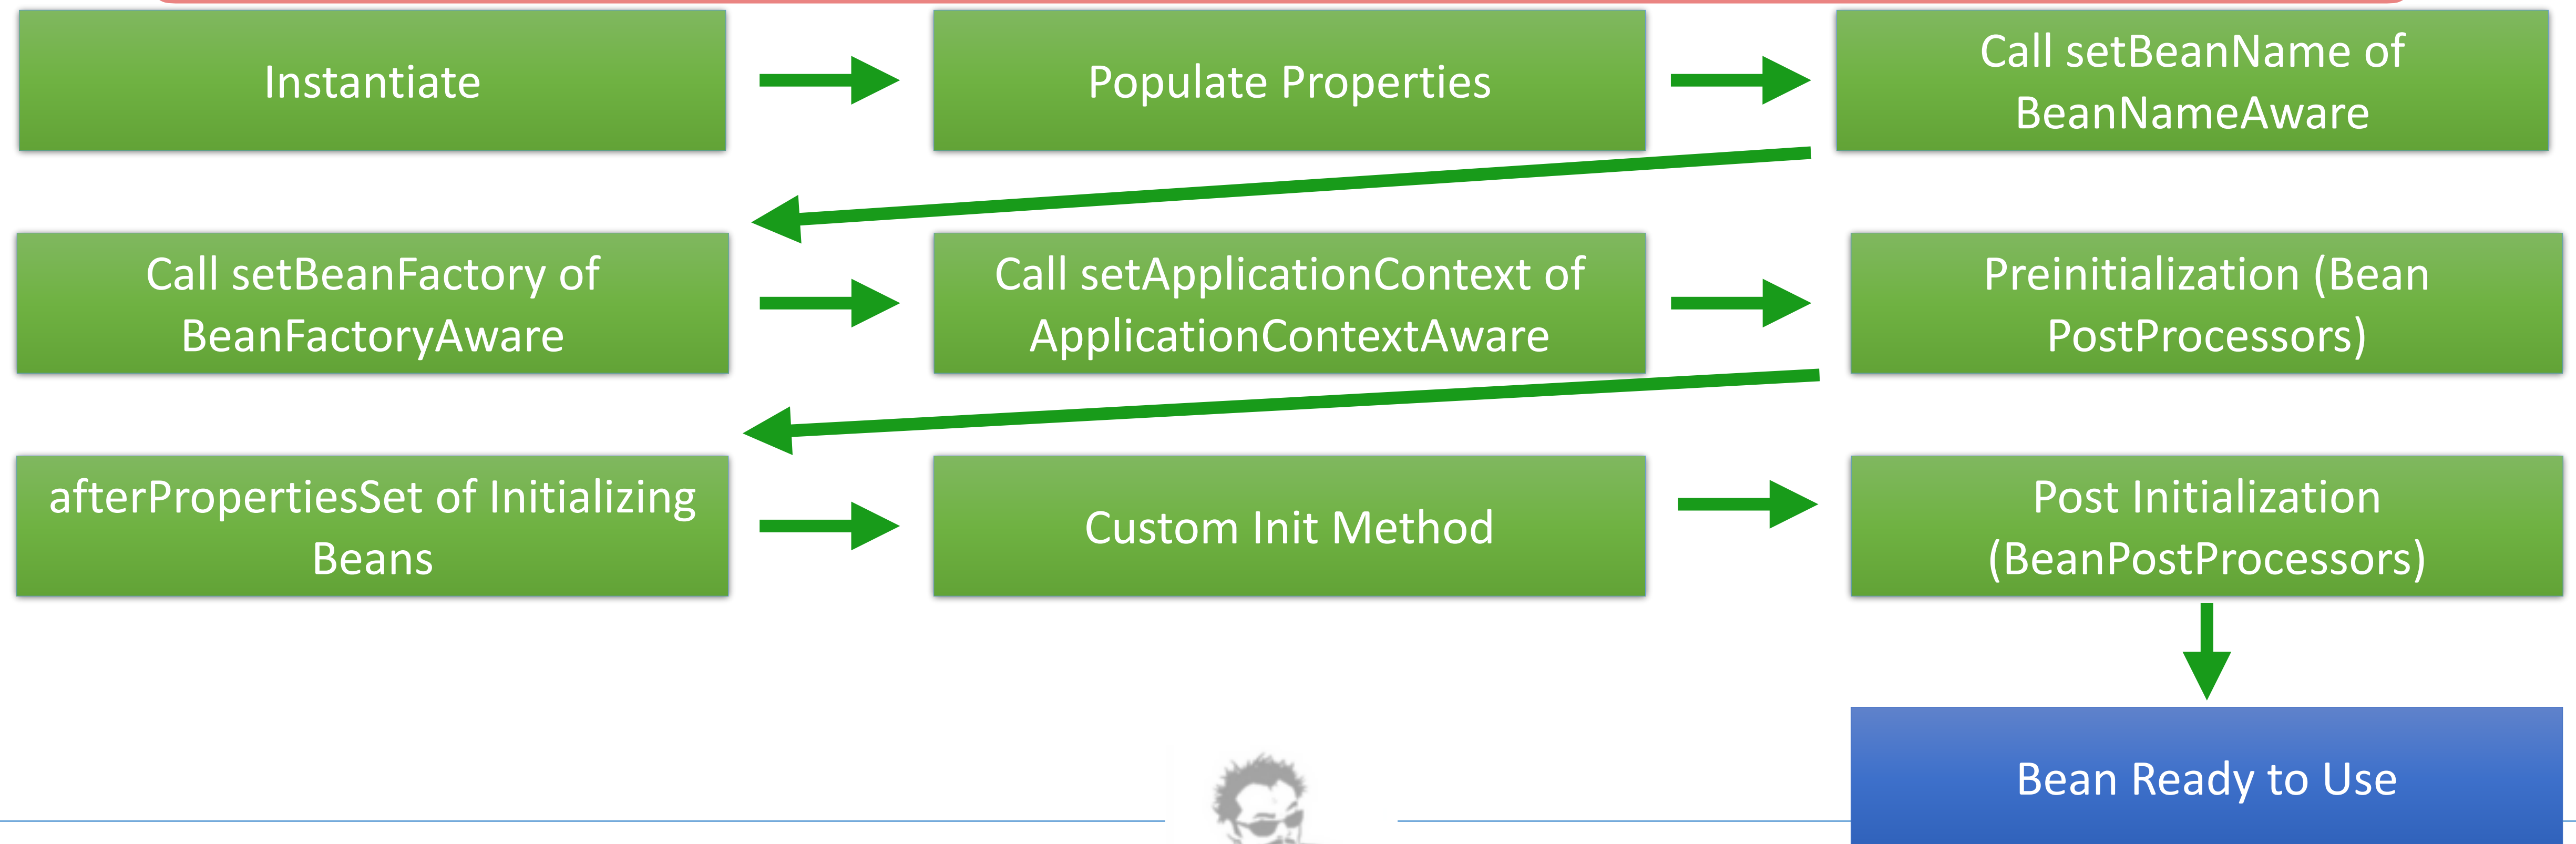 Instantiate
Populate Properties
Call setBeanName of
BeanNameAware
Call setBeanFactory of
BeanFactoryAware
Call setApplicationContext of
ApplicationContextAware
Preinitialization (Bean
PostProcessors)
afterPropertiesSet of Initializing
Beans
Custom Init Method
Post Initialization
(BeanPostProcessors)
Bean Ready to Use